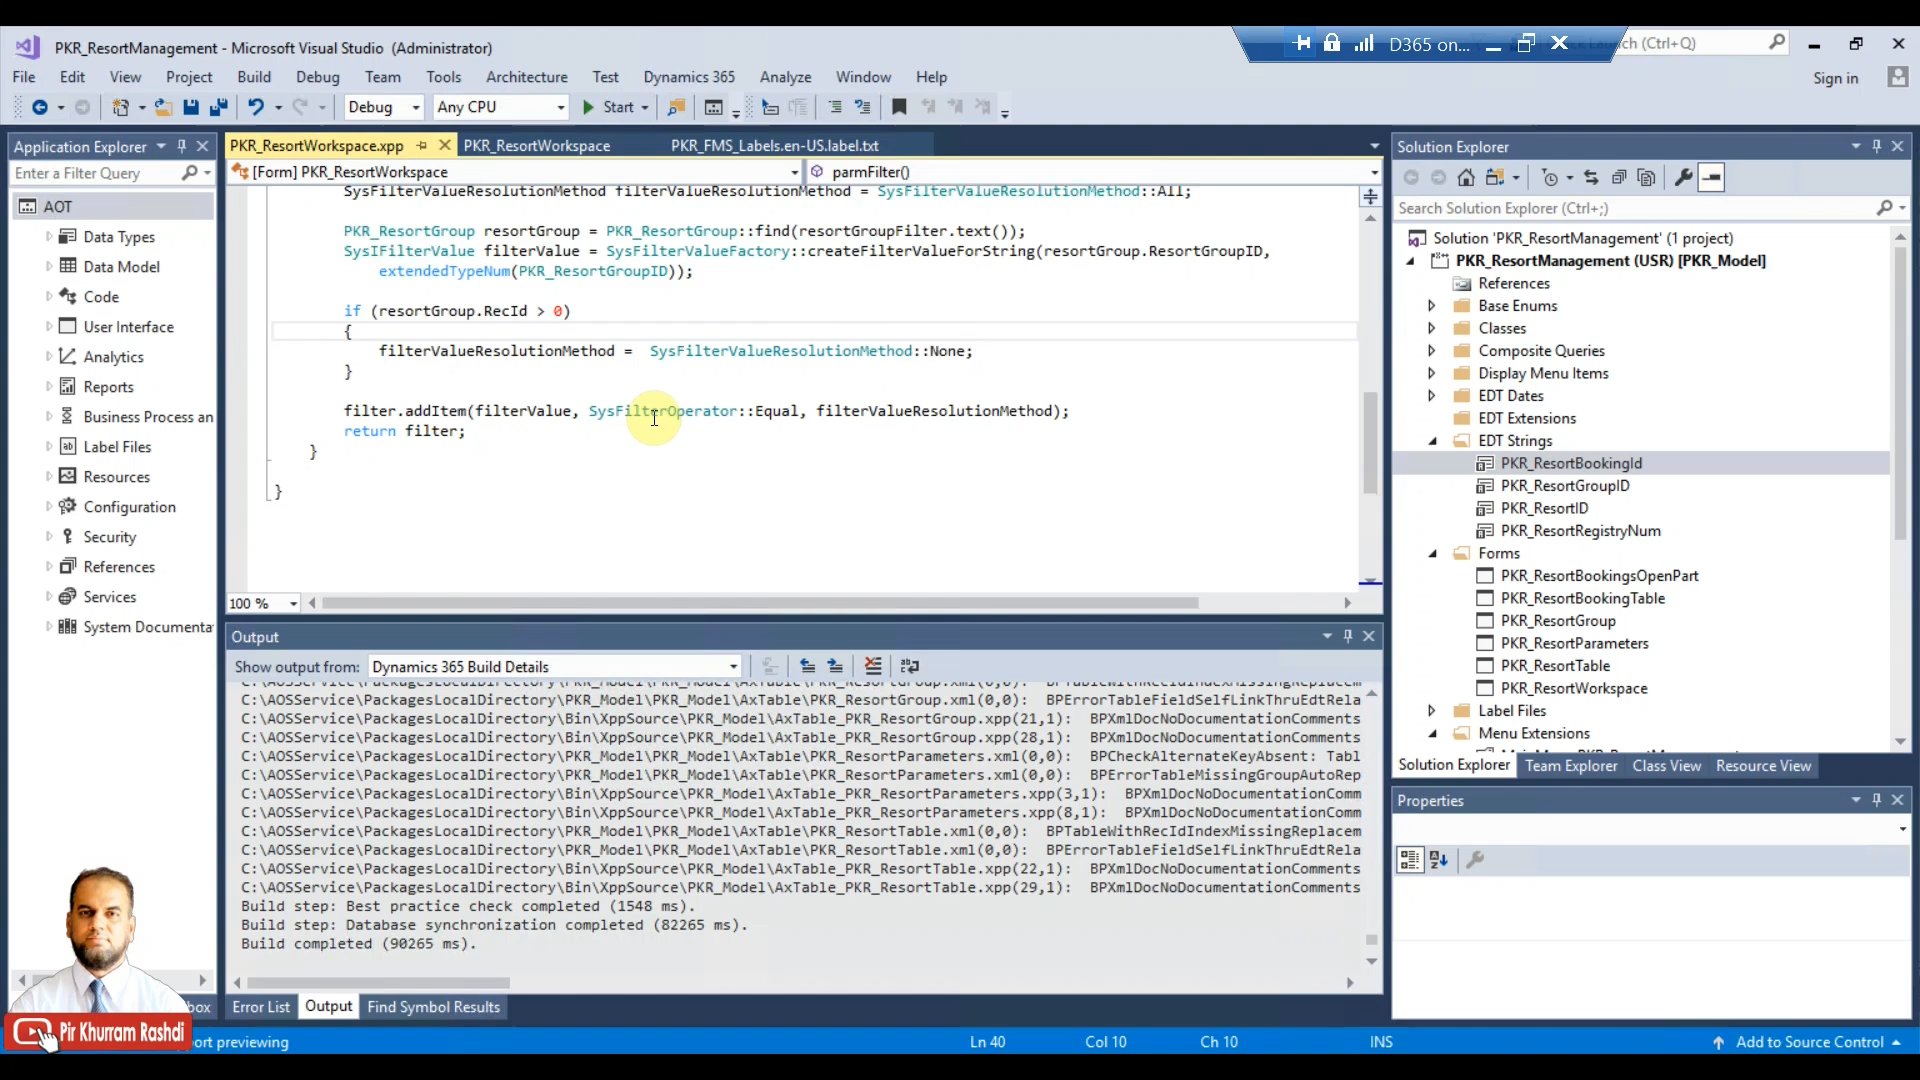 PKR_ResortManagement - Microsoft Visual Studio (Administrator)
D365 on...
ch (Ctrl+Q)
File Edit View Project Build Debug Team Tools Architecture Test Dynamics 365 Analyze Window Help
Sign in
Debug Any CPU Start
Application Explorer
Enter a Filter Query
AOT
Data Types
Data Model
Code
User Interface
Analytics
Reports
Business Process an
Label Files
Resources
Configuration
Security
References
Services
System Documenta
PKR_ResortWorkspace.xpp PKR_ResortWorkspace PKR_FMS_Labels.en-US.label.txt
[Form] PKR_ResortWorkspace parmFilter()
SysFilterValueResolutionMethod filterValueResolutionMethod = SysFilterValueResolutionMethod::All;
PKR_ResortGroup resortGroup = PKR_ResortGroup::find(resortGroupFilter.text());
SysIFilterValue filterValue = SysFilterValueFactory::createFilterValueForString(resortGroup.ResortGroupID,
extendedTypeNum(PKR_ResortGroupID));
if (resortGroup.RecId > 0)
{
filterValueResolutionMethod = SysFilterValueResolutionMethod::None;
}
filter.addItem(filterValue, SysFilterOperator::Equal, filterValueResolutionMethod);
return filter;
}
}
100 %
Output
Show output from: Dynamics 365 Build Details
C:\AOSService\PackagesLocalDirectory\PKR_Model\PKR_Model\AxTable\PKR_ResortGroup.xml(0,0): BPTableWithRecIdIndexMissingReplacem
C:\AOSService\PackagesLocalDirectory\PKR_Model\PKR_Model\AxTable\PKR_ResortGroup.xml(0,0): BPErrorTableFieldSelfLinkThruEdtRela
C:\AOSService\PackagesLocalDirectory\Bin\XppSource\PKR_Model\AxTable_PKR_ResortGroup.xpp(21,1): BPXmlDocNoDocumentationComments
C:\AOSService\PackagesLocalDirectory\Bin\XppSource\PKR_Model\AxTable_PKR_ResortGroup.xpp(28,1): BPXmlDocNoDocumentationComments
C:\AOSService\PackagesLocalDirectory\PKR_Model\PKR_Model\AxTable\PKR_ResortParameters.xml(0,0): BPCheckAlternateKeyAbsent: Tabl
C:\AOSService\PackagesLocalDirectory\PKR_Model\PKR_Model\AxTable\PKR_ResortParameters.xml(0,0): BPErrorTableMissingGroupAutoRep
C:\AOSService\PackagesLocalDirectory\Bin\XppSource\PKR_Model\AxTable_PKR_ResortParameters.xpp(3,1): BPXmlDocNoDocumentationComm
C:\AOSService\PackagesLocalDirectory\Bin\XppSource\PKR_Model\AxTable_PKR_ResortParameters.xpp(8,1): BPXmlDocNoDocumentationComm
C:\AOSService\PackagesLocalDirectory\PKR_Model\PKR_Model\AxTable\PKR_ResortTable.xml(0,0): BPTableWithRecIdIndexMissingReplacem
C:\AOSService\PackagesLocalDirectory\PKR_Model\PKR_Model\AxTable\PKR_ResortTable.xml(0,0): BPErrorTableFieldSelfLinkThruEdtRela
C:\AOSService\PackagesLocalDirectory\Bin\XppSource\PKR_Model\AxTable_PKR_ResortTable.xpp(22,1): BPXmlDocNoDocumentationComments
C:\AOSService\PackagesLocalDirectory\Bin\XppSource\PKR_Model\AxTable_PKR_ResortTable.xpp(29,1): BPXmlDocNoDocumentationComments
Build step: Best practice check completed (1548 ms).
Build step: Database synchronization completed (82265 ms).
Build completed (90265 ms).
box
Error List Output Find Symbol Results
Solution Explorer
Search Solution Explorer (Ctrl+;)
Solution 'PKR_ResortManagement' (1 project)
PKR_ResortManagement (USR) [PKR_Model]
References
Base Enums
Classes
Composite Queries
Display Menu Items
EDT Dates
EDT Extensions
EDT Strings
PKR_ResortBookingId
PKR_ResortGroupID
PKR_ResortID
PKR_ResortRegistryNum
Forms
PKR_ResortBookingsOpenPart
PKR_ResortBookingTable
PKR_ResortGroup
PKR_ResortParameters
PKR_ResortTable
PKR_ResortWorkspace
Label Files
Menu Extensions
Solution Explorer Team Explorer Class View Resource View
Properties
Pir Khurram Rashdi
ort previewing Ln 40 Col 10 Ch 10 INS Add to Source Control